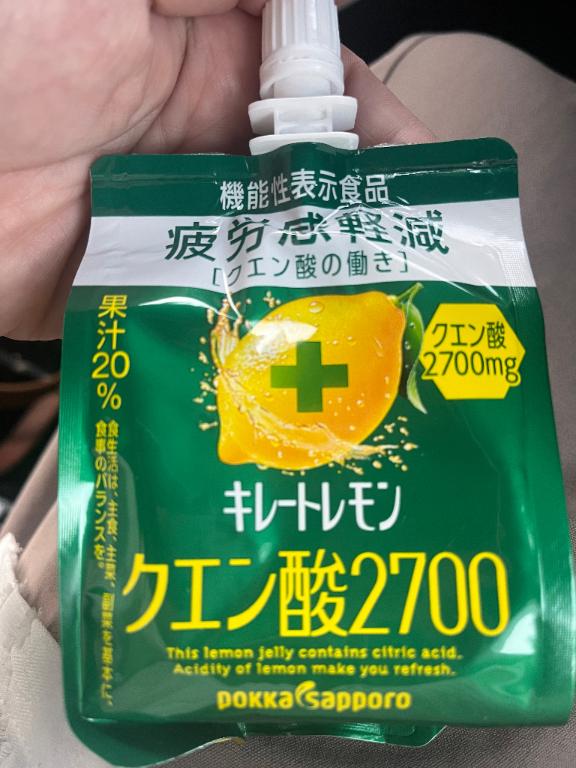 機能性表示食品
疲労感軽減
[クエン酸の働き]
果汁20%
食生活は、主食、主菜、副菜を基本に、
食事のバランスを。
クエン酸
2700mg
キレートレモン
クエン酸2700
This lemon jelly contains citric acid.
Acidity of lemon make you refresh.
pokka sapporo